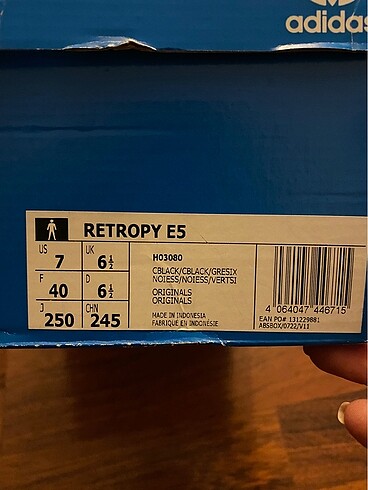 adidas
RETROPY E5
US 7 UK 6½
F 40 D 6½
J 250 CHN 245
H03080
CBLACK/CBLACK/GRESIX
NOIESS/NOIESS/VERTSI
ORIGINALS
ORIGINALS
MADE IN INDONESIA
FABRIQUÉ EN INDONÉSIE
4 064047 446715
EAN PO# 131229881
ABSBOX/0722/V11